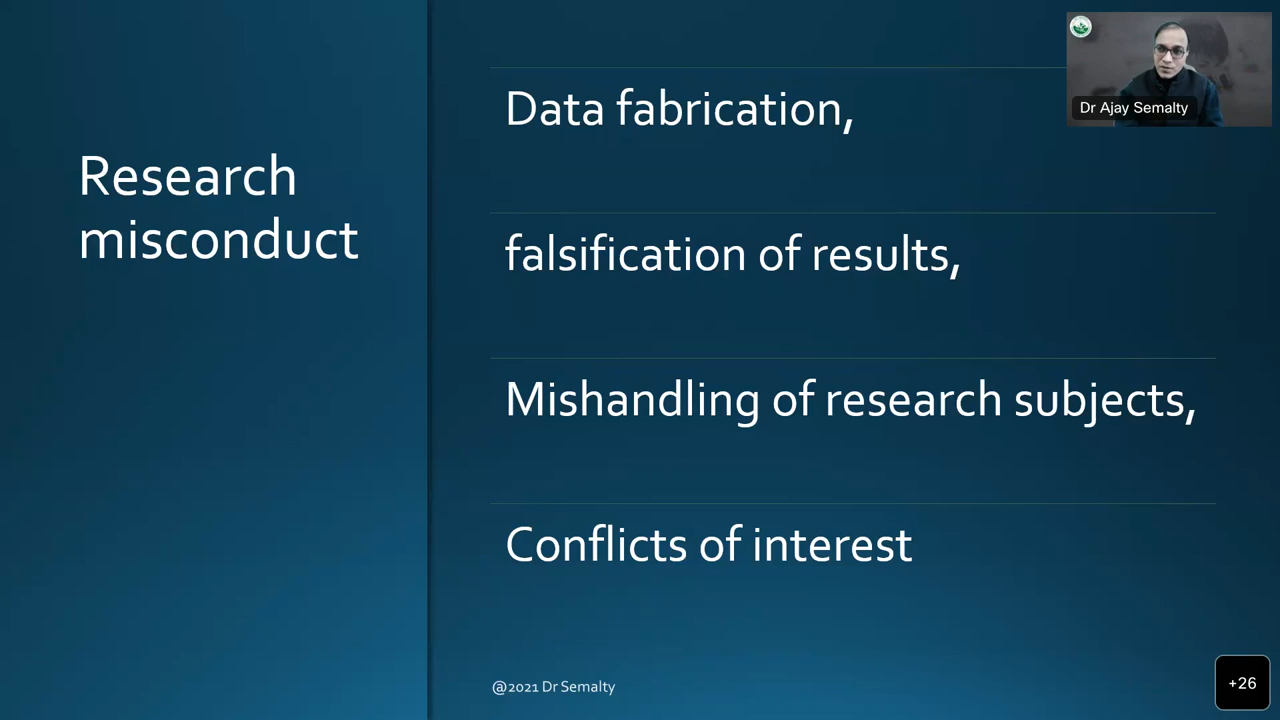 Research
misconduct
Data fabrication,
falsification of results,
Mishandling of research subjects,
Conflicts of interest
@2021 Dr Semalty
Dr Ajay Semalty
+26